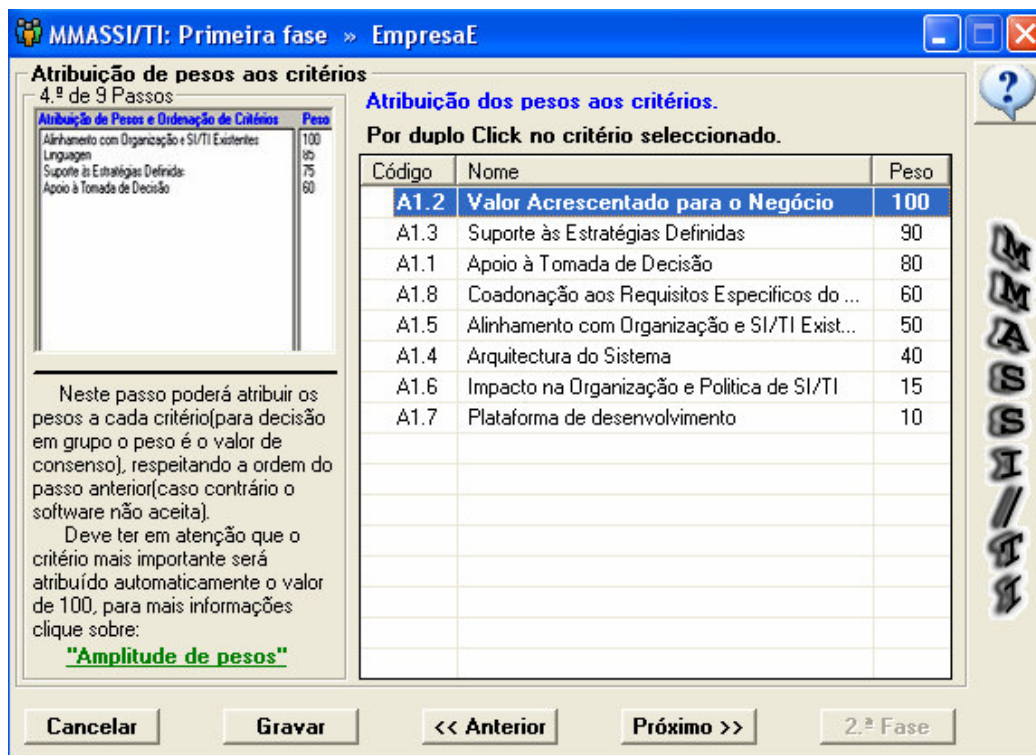 MMASSI/TI: Primeira fase » EmpresaE
Atribuição de pesos aos critérios
4.º de 9 Passos
Atribuição de Pesos e Ordenação de Critérios Peso
Alinhamento com Organização e SI/TI Existentes 100
Linguagen 85
Suporte às Estratégias Definida: 75
Apoio à Tomada de Decisão 60
Neste passo poderá atribuir os
pesos a cada critério(para decisão
em grupo o peso é o valor de
consenso), respeitando a ordem do
passo anterior(caso contrário o
software não aceita).
Deve ter em atenção que o
critério mais importante será
atribuído automaticamente o valor
de 100, para mais informações
clique sobre:
"Amplitude de pesos"
Atribuição dos pesos aos critérios.
Por duplo Click no critério seleccionado.
Código Nome Peso
A1.2 Valor Acrescentado para o Negócio 100
A1.3 Suporte às Estratégias Definidas 90
A1.1 Apoio à Tomada de Decisão 80
A1.8 Coadonação aos Requisitos Especificos do ... 60
A1.5 Alinhamento com Organização e SI/TI Exist... 50
A1.4 Arquitectura do Sistema 40
A1.6 Impacto na Organização e Politica de SI/TI 15
A1.7 Plataforma de desenvolvimento 10
?
MMASSI/TI
Cancelar Gravar << Anterior Próximo >> 2.ª Fase